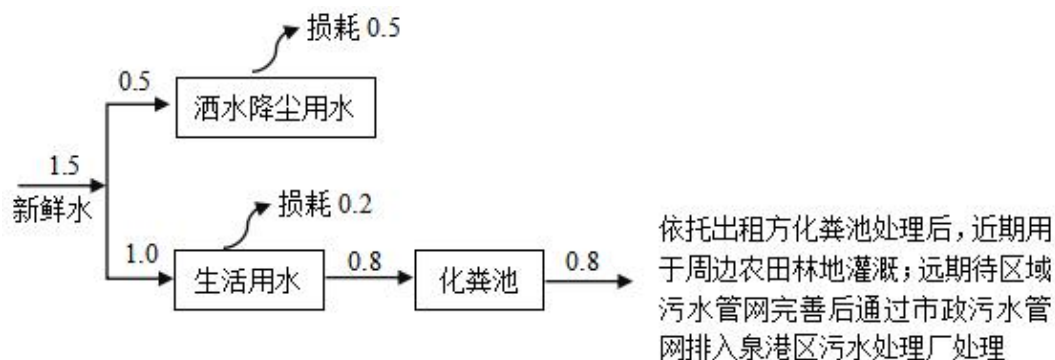 损耗 0.5
0.5
洒水降尘用水
1.5
新鲜水
损耗 0.2
1.0
生活用水
0.8
化粪池
0.8
依托出租方化粪池处理后，近期用
于周边农田林地灌溉；远期待区域
污水管网完善后通过市政污水管
网排入泉港区污水处理厂处理